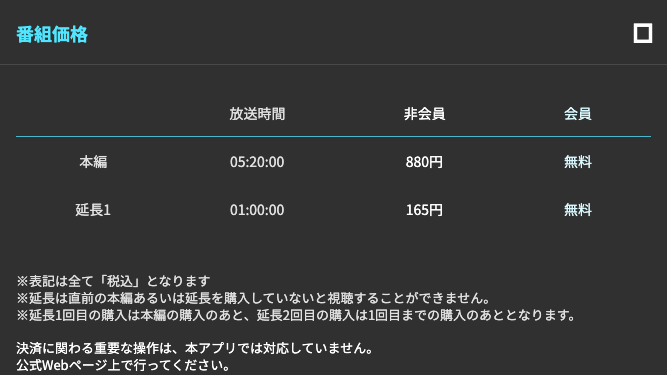 番組価格
放送時間 非会員 会員
本編 05:20:00 880円 無料
延長1 01:00:00 165円 無料
※表記は全て「税込」となります
※延長は直前の本編あるいは延長を購入していないと視聴することができません。
※延長1回目の購入は本編の購入のあと、延長2回目の購入は1回目までの購入のあととなります。
決済に関わる重要な操作は、本アプリでは対応していません。
公式Webページ上で行ってください。